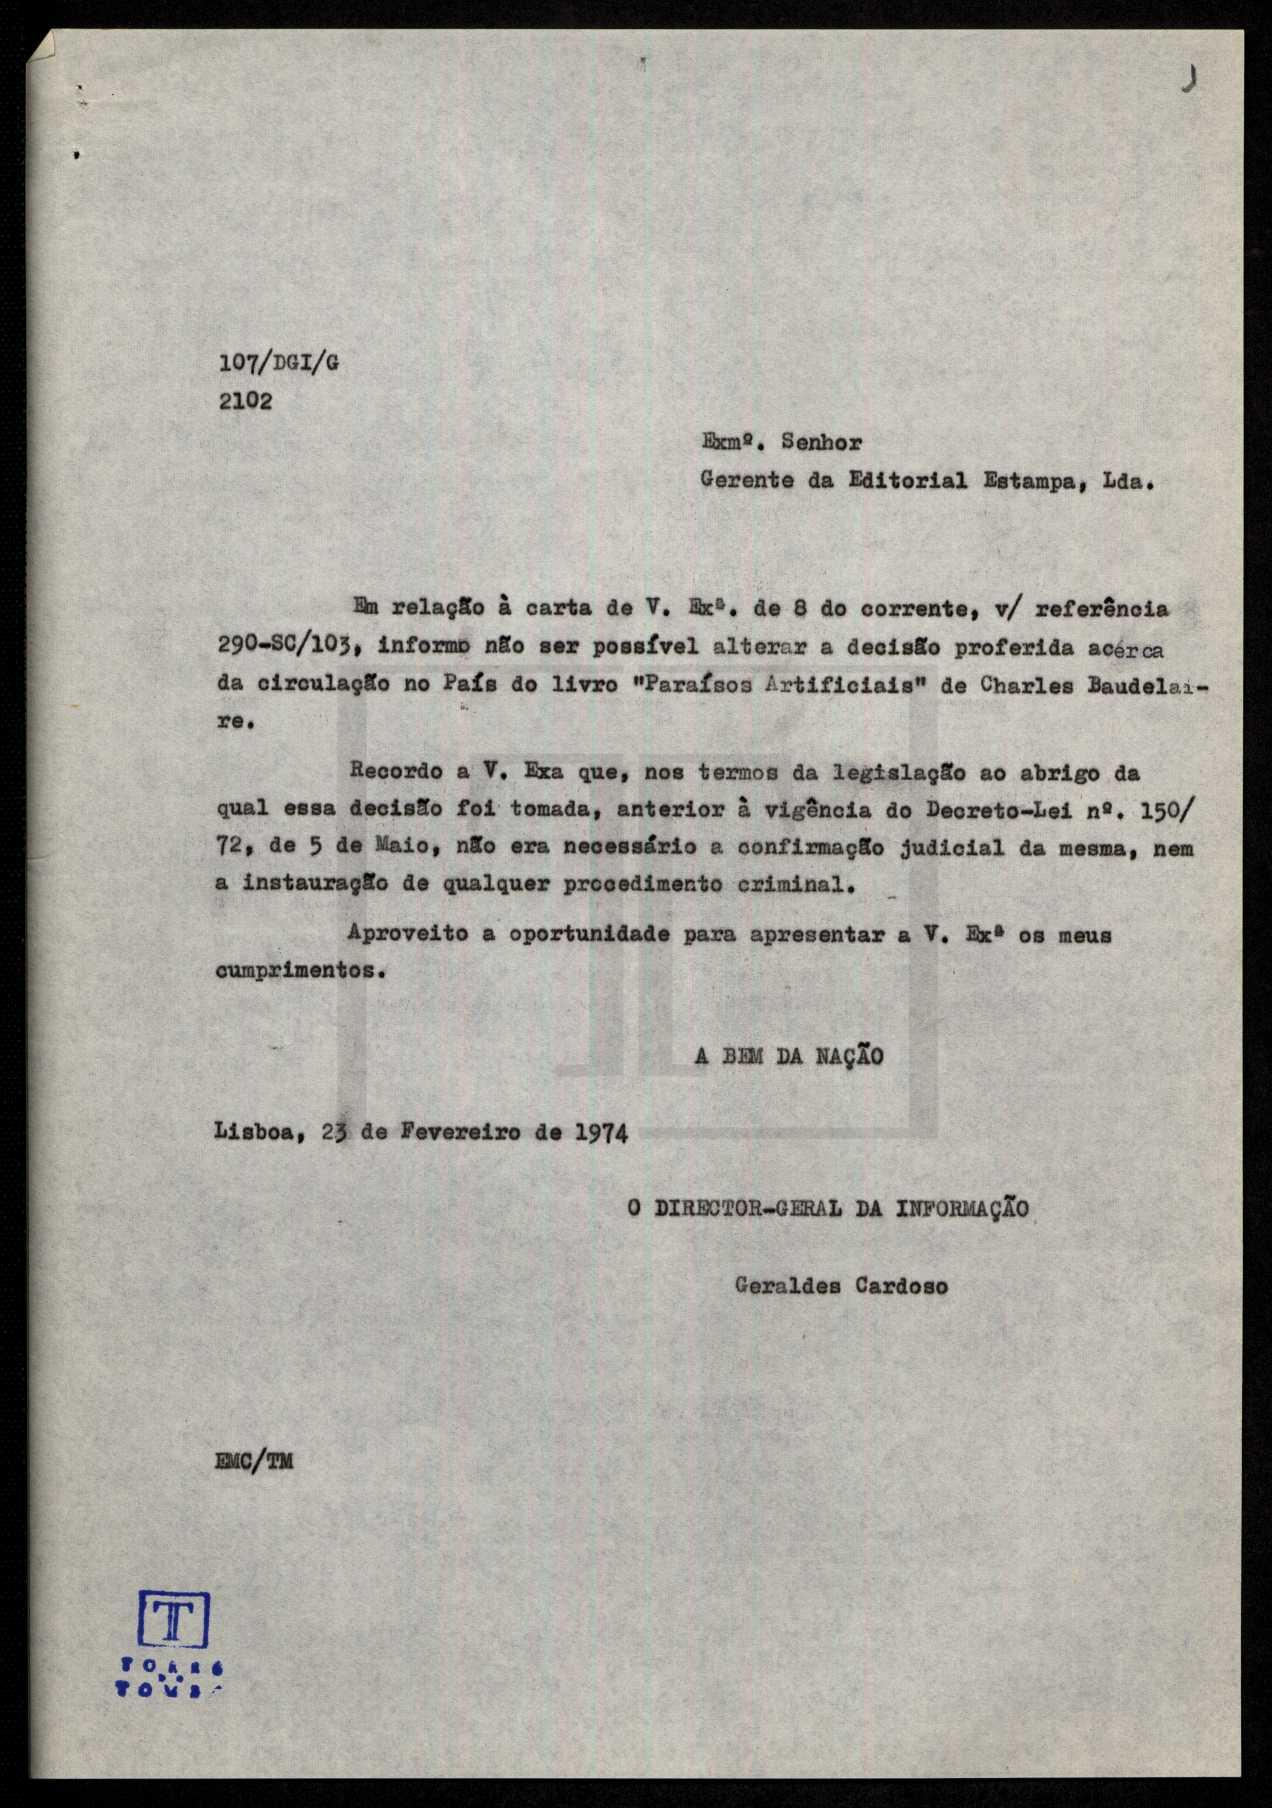 107/DGI/G
2102
Exmº. Senhor
Gerente da Editorial Estampa, Lda.
Em relação à carta de V. Exª. de 8 do corrente, v/ referência
290-SC/103, informo não ser possível alterar a decisão proferida acérca
da circulação no País do livro "Paraísos Artificiais" de Charles Baudelai-
re.
Recordo a V. Exa que, nos termos da legislação ao abrigo da
qual essa decisão foi tomada, anterior à vigência do Decreto-Lei nº. 150/
72, de 5 de Maio, não era necessário a confirmação judicial da mesma, nem
a instauração de qualquer procedimento criminal.
Aproveito a oportunidade para apresentar a V. Exª os meus
cumprimentos.
A BEM DA NAÇÃO
Lisboa, 23 de Fevereiro de 1974
O DIRECTOR-GERAL DA INFORMAÇÃO
Geraldes Cardoso
EMC/TM
T
TORRE
DO
TOMBO